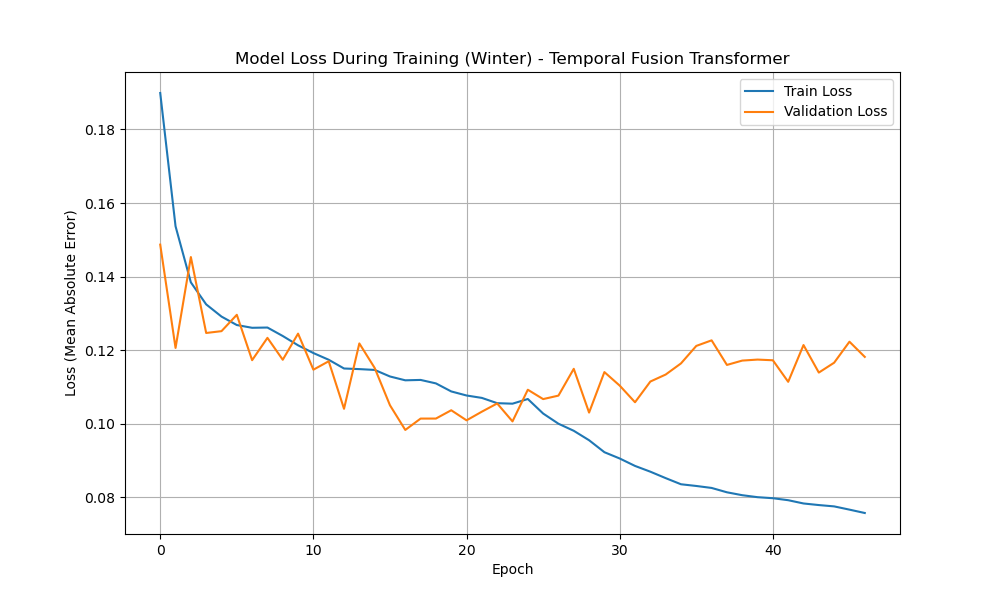 Model Loss During Training (Winter) - Temporal Fusion Transformer
Train Loss
Validation Loss
Loss (Mean Absolute Error)
0.18
0.16
0.14
0.12
0.10
0.08
0
10
20
30
40
Epoch